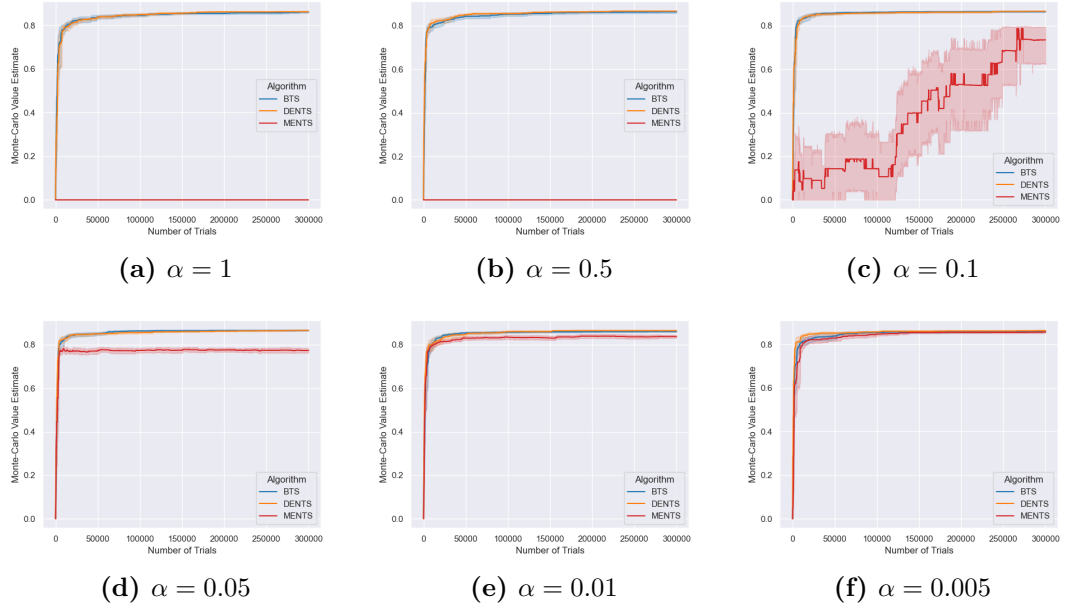 Monte-Carlo Value Estimate
0.8
0.6
0.4
0.2
0.0
Algorithm
BTS
DENTS
MENTS
0 50000 100000 150000 200000 250000 300000
Number of Trials
(a) α = 1
Monte-Carlo Value Estimate
0.8
0.6
0.4
0.2
0.0
Algorithm
BTS
DENTS
MENTS
0 50000 100000 150000 200000 250000 300000
Number of Trials
(b) α = 0.5
Monte-Carlo Value Estimate
0.8
0.6
0.4
0.2
0.0
Algorithm
BTS
DENTS
MENTS
0 50000 100000 150000 200000 250000 300000
Number of Trials
(c) α = 0.1
Monte-Carlo Value Estimate
0.8
0.6
0.4
0.2
0.0
Algorithm
BTS
DENTS
MENTS
0 50000 100000 150000 200000 250000 300000
Number of Trials
(d) α = 0.05
Monte-Carlo Value Estimate
0.8
0.6
0.4
0.2
0.0
Algorithm
BTS
DENTS
MENTS
0 50000 100000 150000 200000 250000 300000
Number of Trials
(e) α = 0.01
Monte-Carlo Value Estimate
0.8
0.6
0.4
0.2
0.0
Algorithm
BTS
DENTS
MENTS
0 50000 100000 150000 200000 250000 300000
Number of Trials
(f) α = 0.005